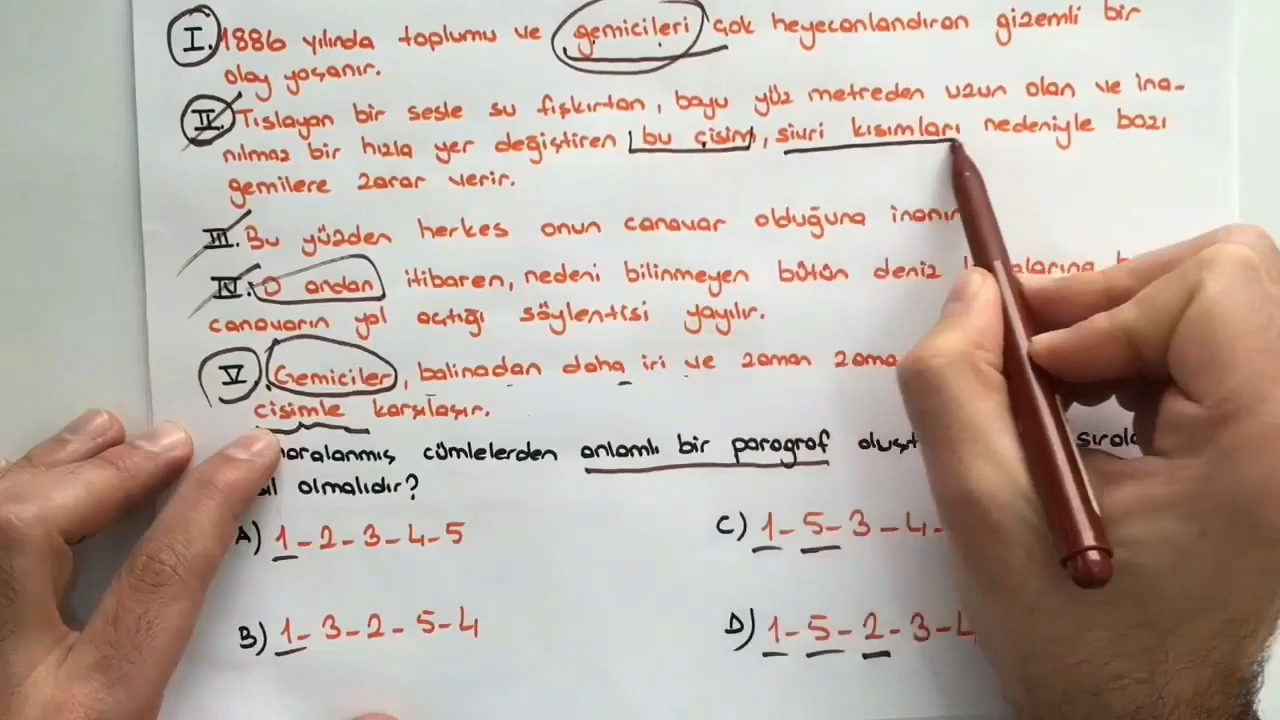 I. 1886 yılında toplumu ve gemicileri çok heyecanlandıran gizemli bir
olay yaşanır.
II. Tıslayan bir sesle su fışkırtan, boyu yüz metreden uzun olan ve ina-
nılmaz bir hızla yer değiştiren bu cisim, sivri kısımları nedeniyle bazı
gemilere zarar verir.
III. Bu yüzden herkes onun canavar olduğuna
IV. O andan itibaren, nedeni bilinmeyen bütün deniz
canavarın yol açtığı söylentisi yayılır.
V. Gemiciler, balinadan daha iri ve zaman
cisimle karşılaşır.
cümlelerden anlamlı bir paragraf
olmalıdır?
A) 1-2-3-4-5
C) 1-5-3-4-
B) 1-3-2-5-4
D) 1-5-2-3-4